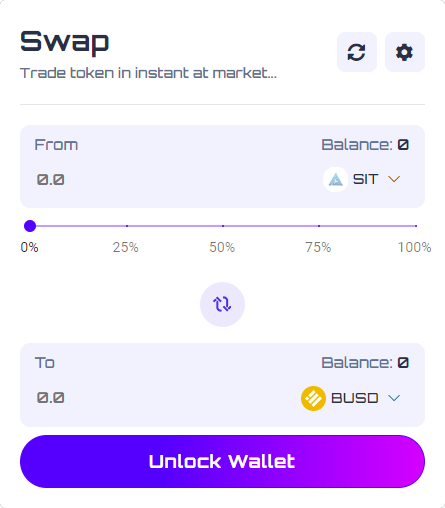 Swap
Trade token in instant at market...
From Balance: 0
0.0 SIT
0% 25% 50% 75% 100%
To Balance: 0
0.0 BUSD
Unlock Wallet